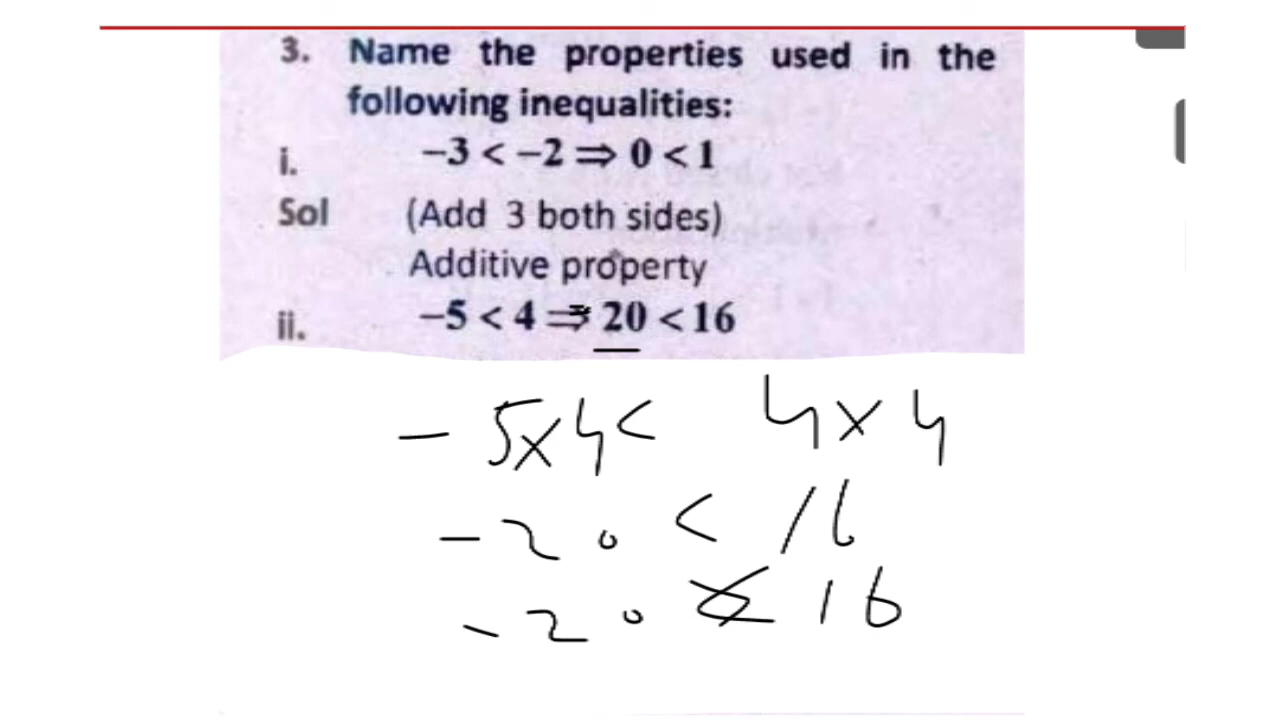 3. Name the properties used in the
following inequalities:
i. −3 < −2 ⇒ 0 < 1
Sol (Add 3 both sides)
Additive property
ii. −5 < 4 ⇒ 20 < 16
− 5 × 4 < 4 × 4
− 20 < 16
− 20 < 16